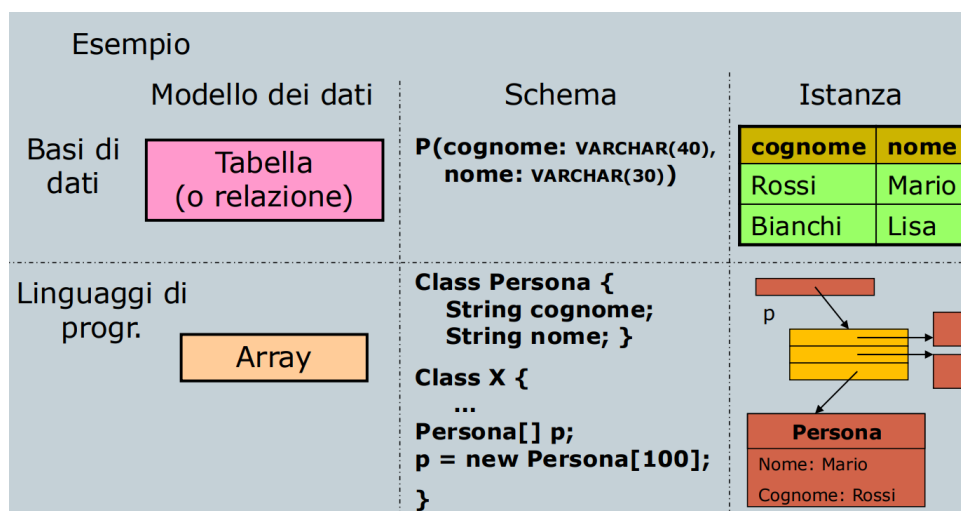 Esempio
Modello dei dati
Schema
Istanza
Basi di
dati
Tabella
(o relazione)
P(cognome: VARCHAR(40),
nome: VARCHAR(30))
cognome nome
Rossi Mario
Bianchi Lisa
Linguaggi di
progr.
Array
Class Persona {
String cognome;
String nome; }
Class X {
...
Persona[] p;
p = new Persona[100];
}
p
Persona
Nome: Mario
Cognome: Rossi